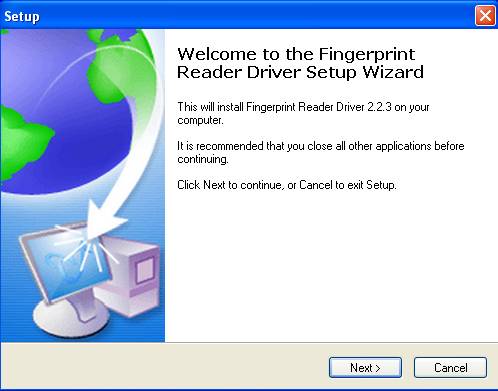 Setup
Welcome to the Fingerprint
Reader Driver Setup Wizard
This will install Fingerprint Reader Driver 2.2.3 on your
computer.
It is recommended that you close all other applications before
continuing.
Click Next to continue, or Cancel to exit Setup.
Next >
Cancel